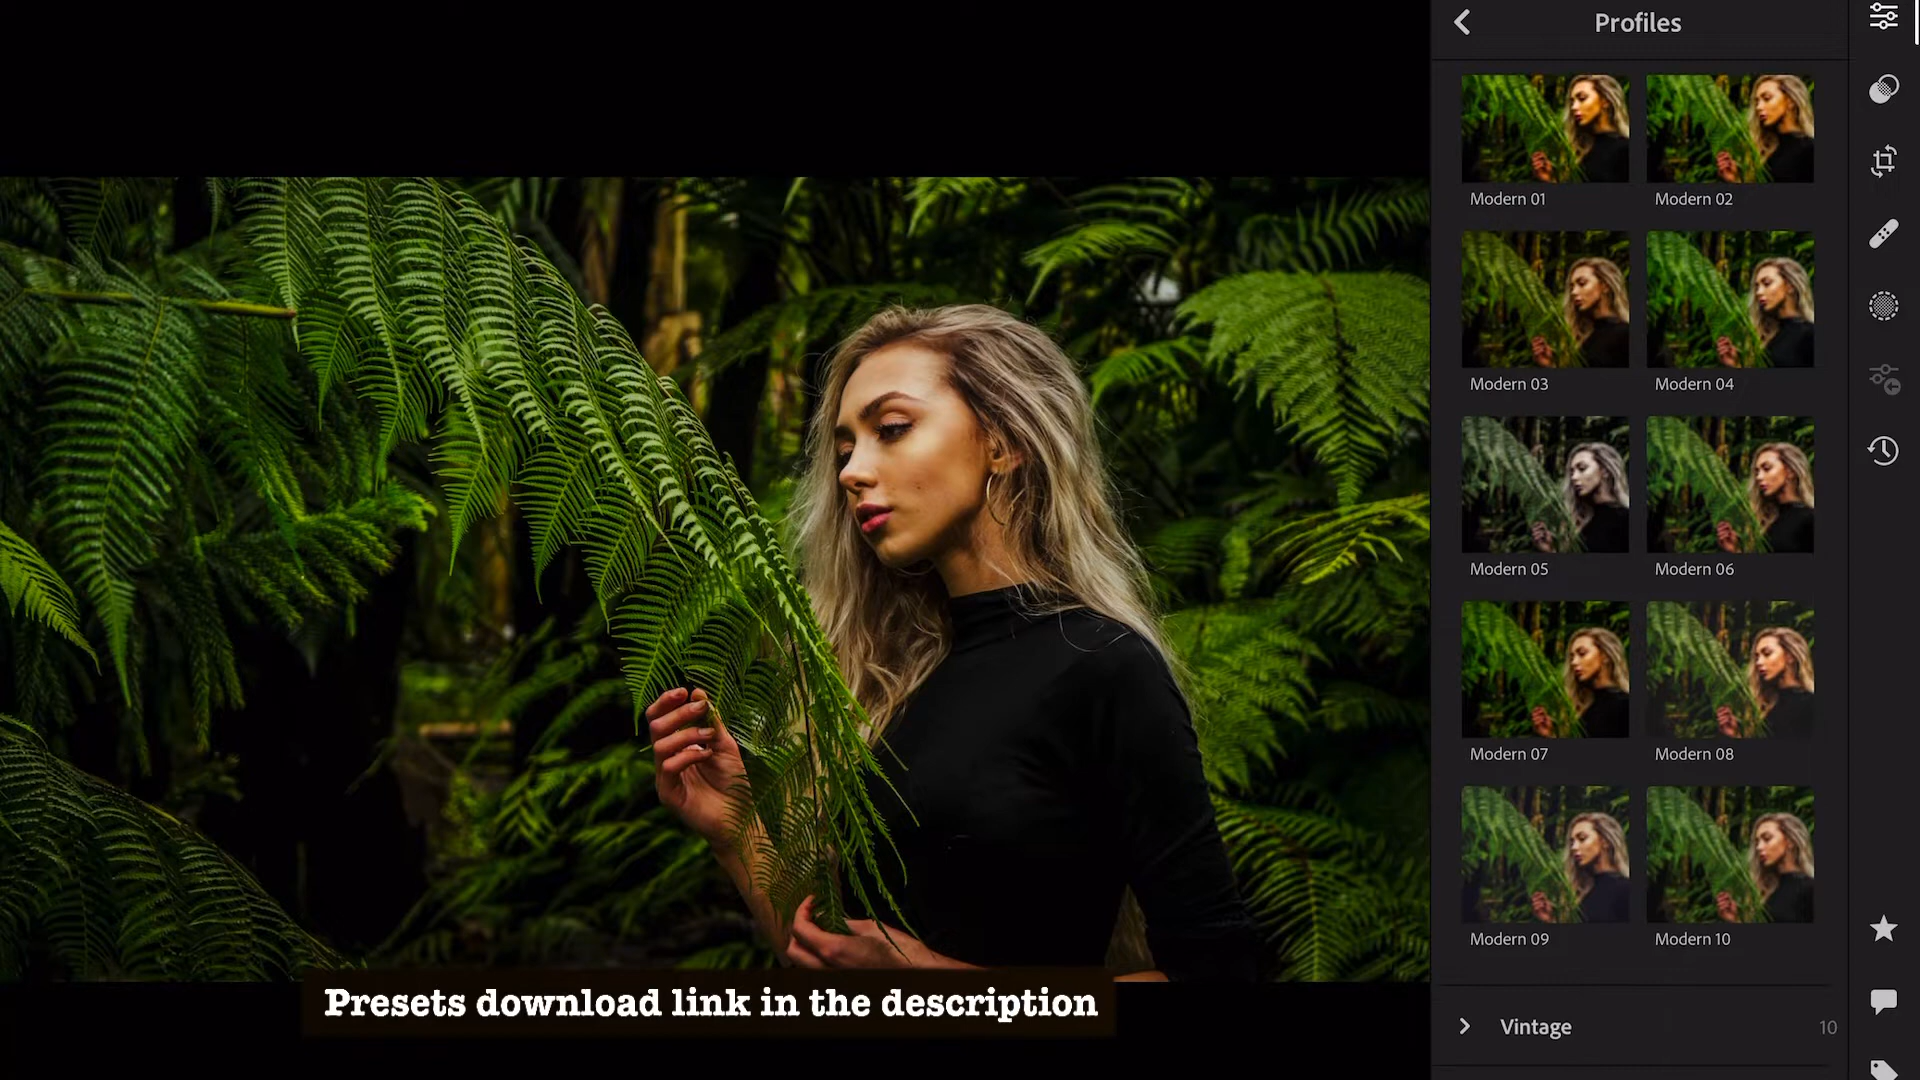 Profiles
Modern 01
Modern 02
Modern 03
Modern 04
Modern 05
Modern 06
Modern 07
Modern 08
Modern 09
Modern 10
Vintage
10
Presets download link in the description